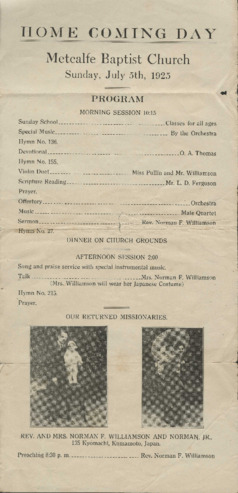 HOME COMING DAY
Metcalfe Baptist Church
Sunday, July 5th, 1925
PROGRAM
MORNING SESSION 10:15
Sunday School Classes for all ages
Special Music By the Orchestra
Hymn No.
Devotional O. A. Thomas
Hymn No. 155.
Violin Duet Miss Pullin and Mr. Williamson
Scripture Reading Mr. L. D. Ferguson
Prayer.
Offertory Orchestra
Music Male Quartet
Sermon Rev. Norman F. Williamson
Hymn No. 27.
DINNER ON CHURCH GROUNDS
AFTERNOON SESSION 2:00
Song and praise service with special instrumental music.
Talk Mrs. Norman F. Williamson
(Mrs. Williamson will wear her Japanese Costume)
Hymn No.
Prayer.
OUR RETURNED MISSIONARIES.
REV. AND MRS. NORMAN F. WILLIAMSON AND NORMAN, JR.
135 Kyomachi, Kumamoto, Japan.
Preaching 8:30 p. m. Rev. Norman F. Williamson